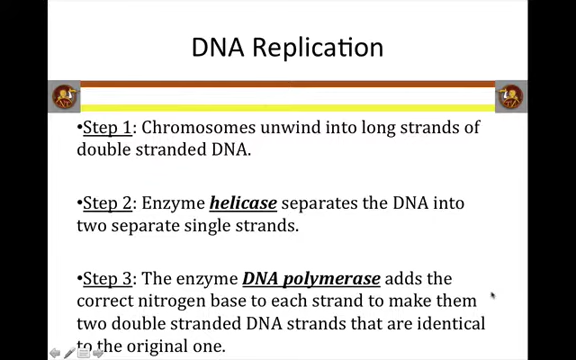 DNA Replication
•Step 1: Chromosomes unwind into long strands of
double stranded DNA.
•Step 2: Enzyme helicase separates the DNA into
two separate single strands.
•Step 3: The enzyme DNA polymerase adds the
correct nitrogen base to each strand to make them
two double stranded DNA strands that are identical
to the original one.